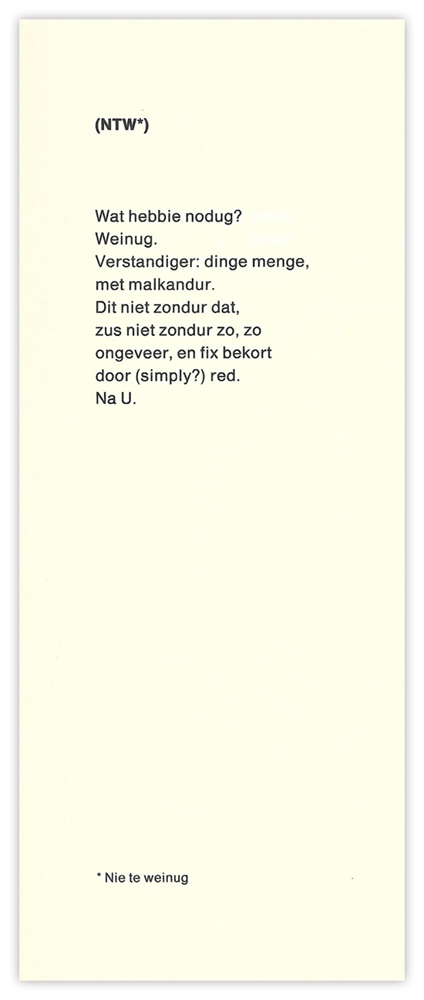 (NTW*)
Wat hebbie nodug?
Weinug.
Verstandiger: dinge menge,
met malkandur.
Dit niet zondur dat,
zus niet zondur zo, zo
ongeveer, en fix bekort
door (simply?) red.
Na U.
* Nie te weinug